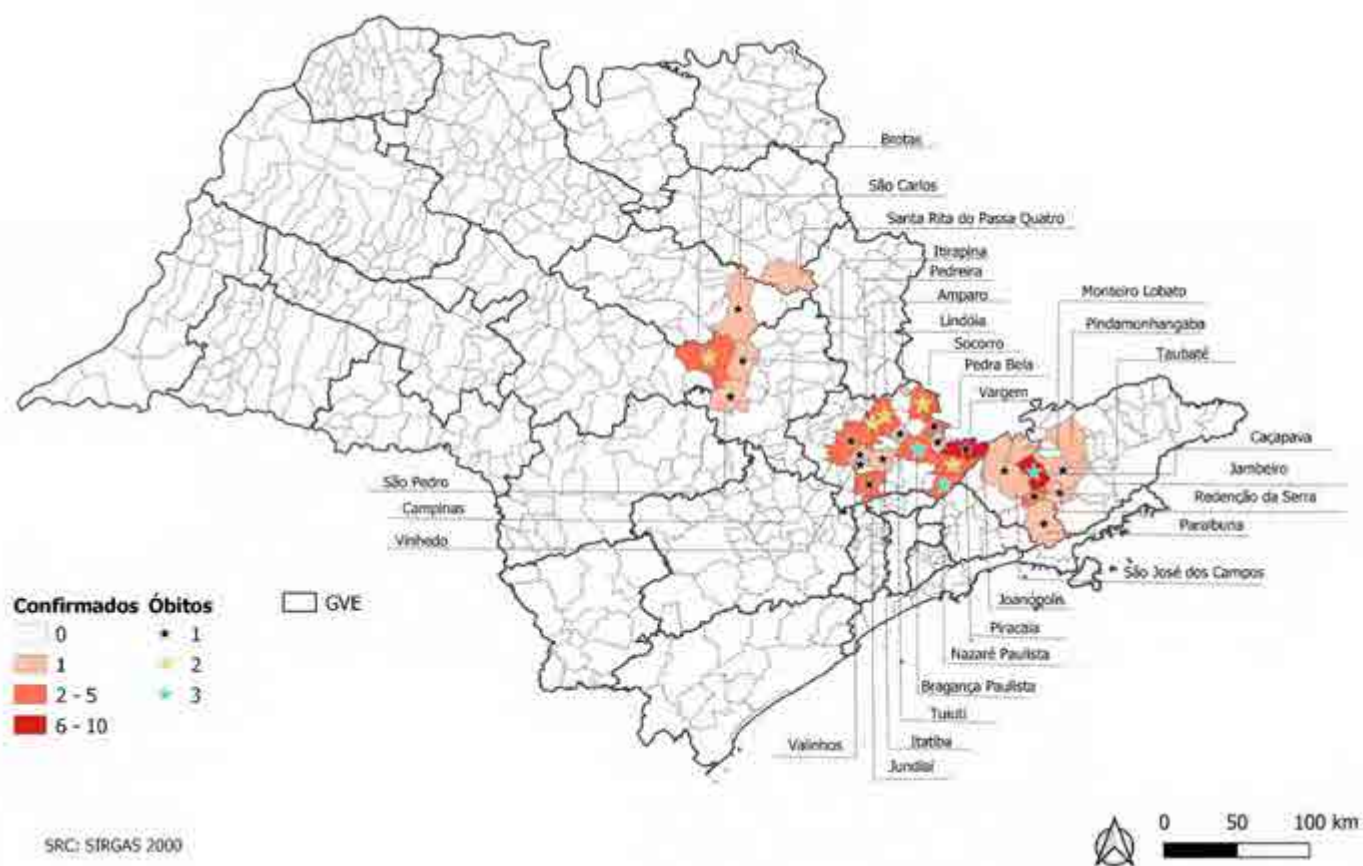 Brotas
São Carlos
Santa Rita do Passa Quatro
Itirapina
Pedreira
Amparo
Lindóia
Socorro
Pedra Bela
Vargem
Monteiro Lobato
Pindamonhangaba
Taubaté
Caçapava
Jambeiro
Redenção da Serra
Paraibuna
São José dos Campos
Joanópolis
Piracaia
Nazaré Paulista
Bragança Paulista
Tuiuti
Itatiba
Jundiaí
Valinhos
São Pedro
Campinas
Vinhedo
Confirmados Óbitos
GVE
0 1
1 2
2 - 5 3
6 - 10
SRC: SIRGAS 2000
0 50 100 km